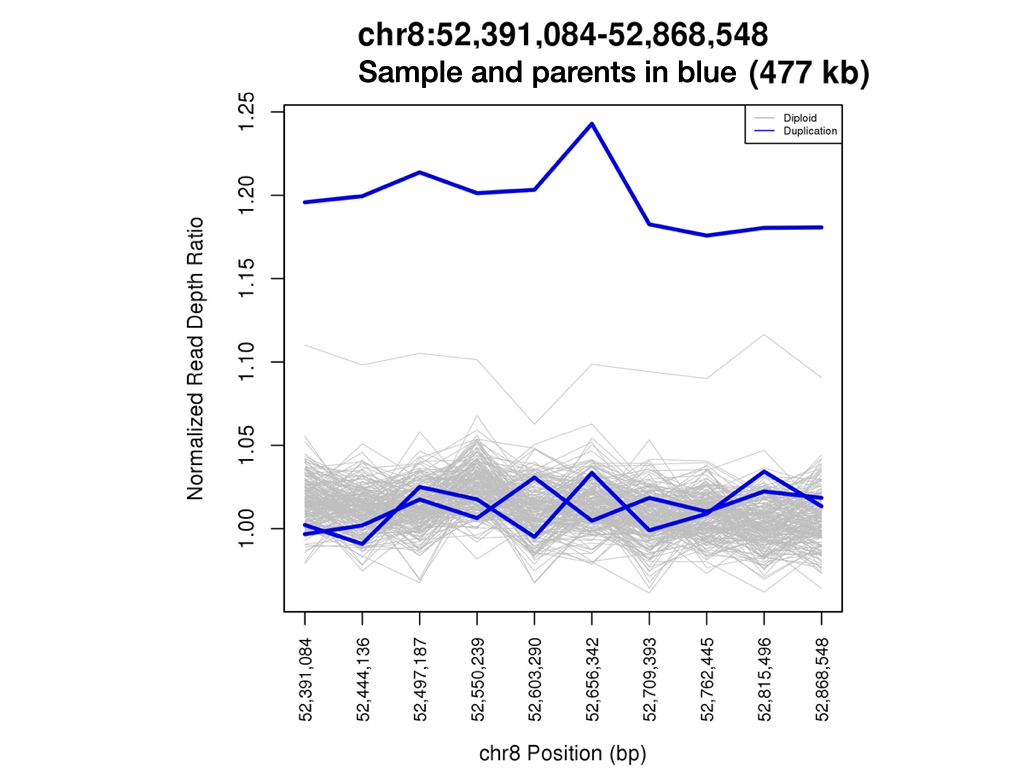 chr8:52,391,084-52,868,548
Sample and parents in blue (477 kb)
Diploid
Duplication
Normalized Read Depth Ratio
1.25
1.20
1.15
1.10
1.05
1.00
52,391,084
52,444,136
52,497,187
52,550,239
52,603,290
52,656,342
52,709,393
52,762,445
52,815,496
52,868,548
chr8 Position (bp)